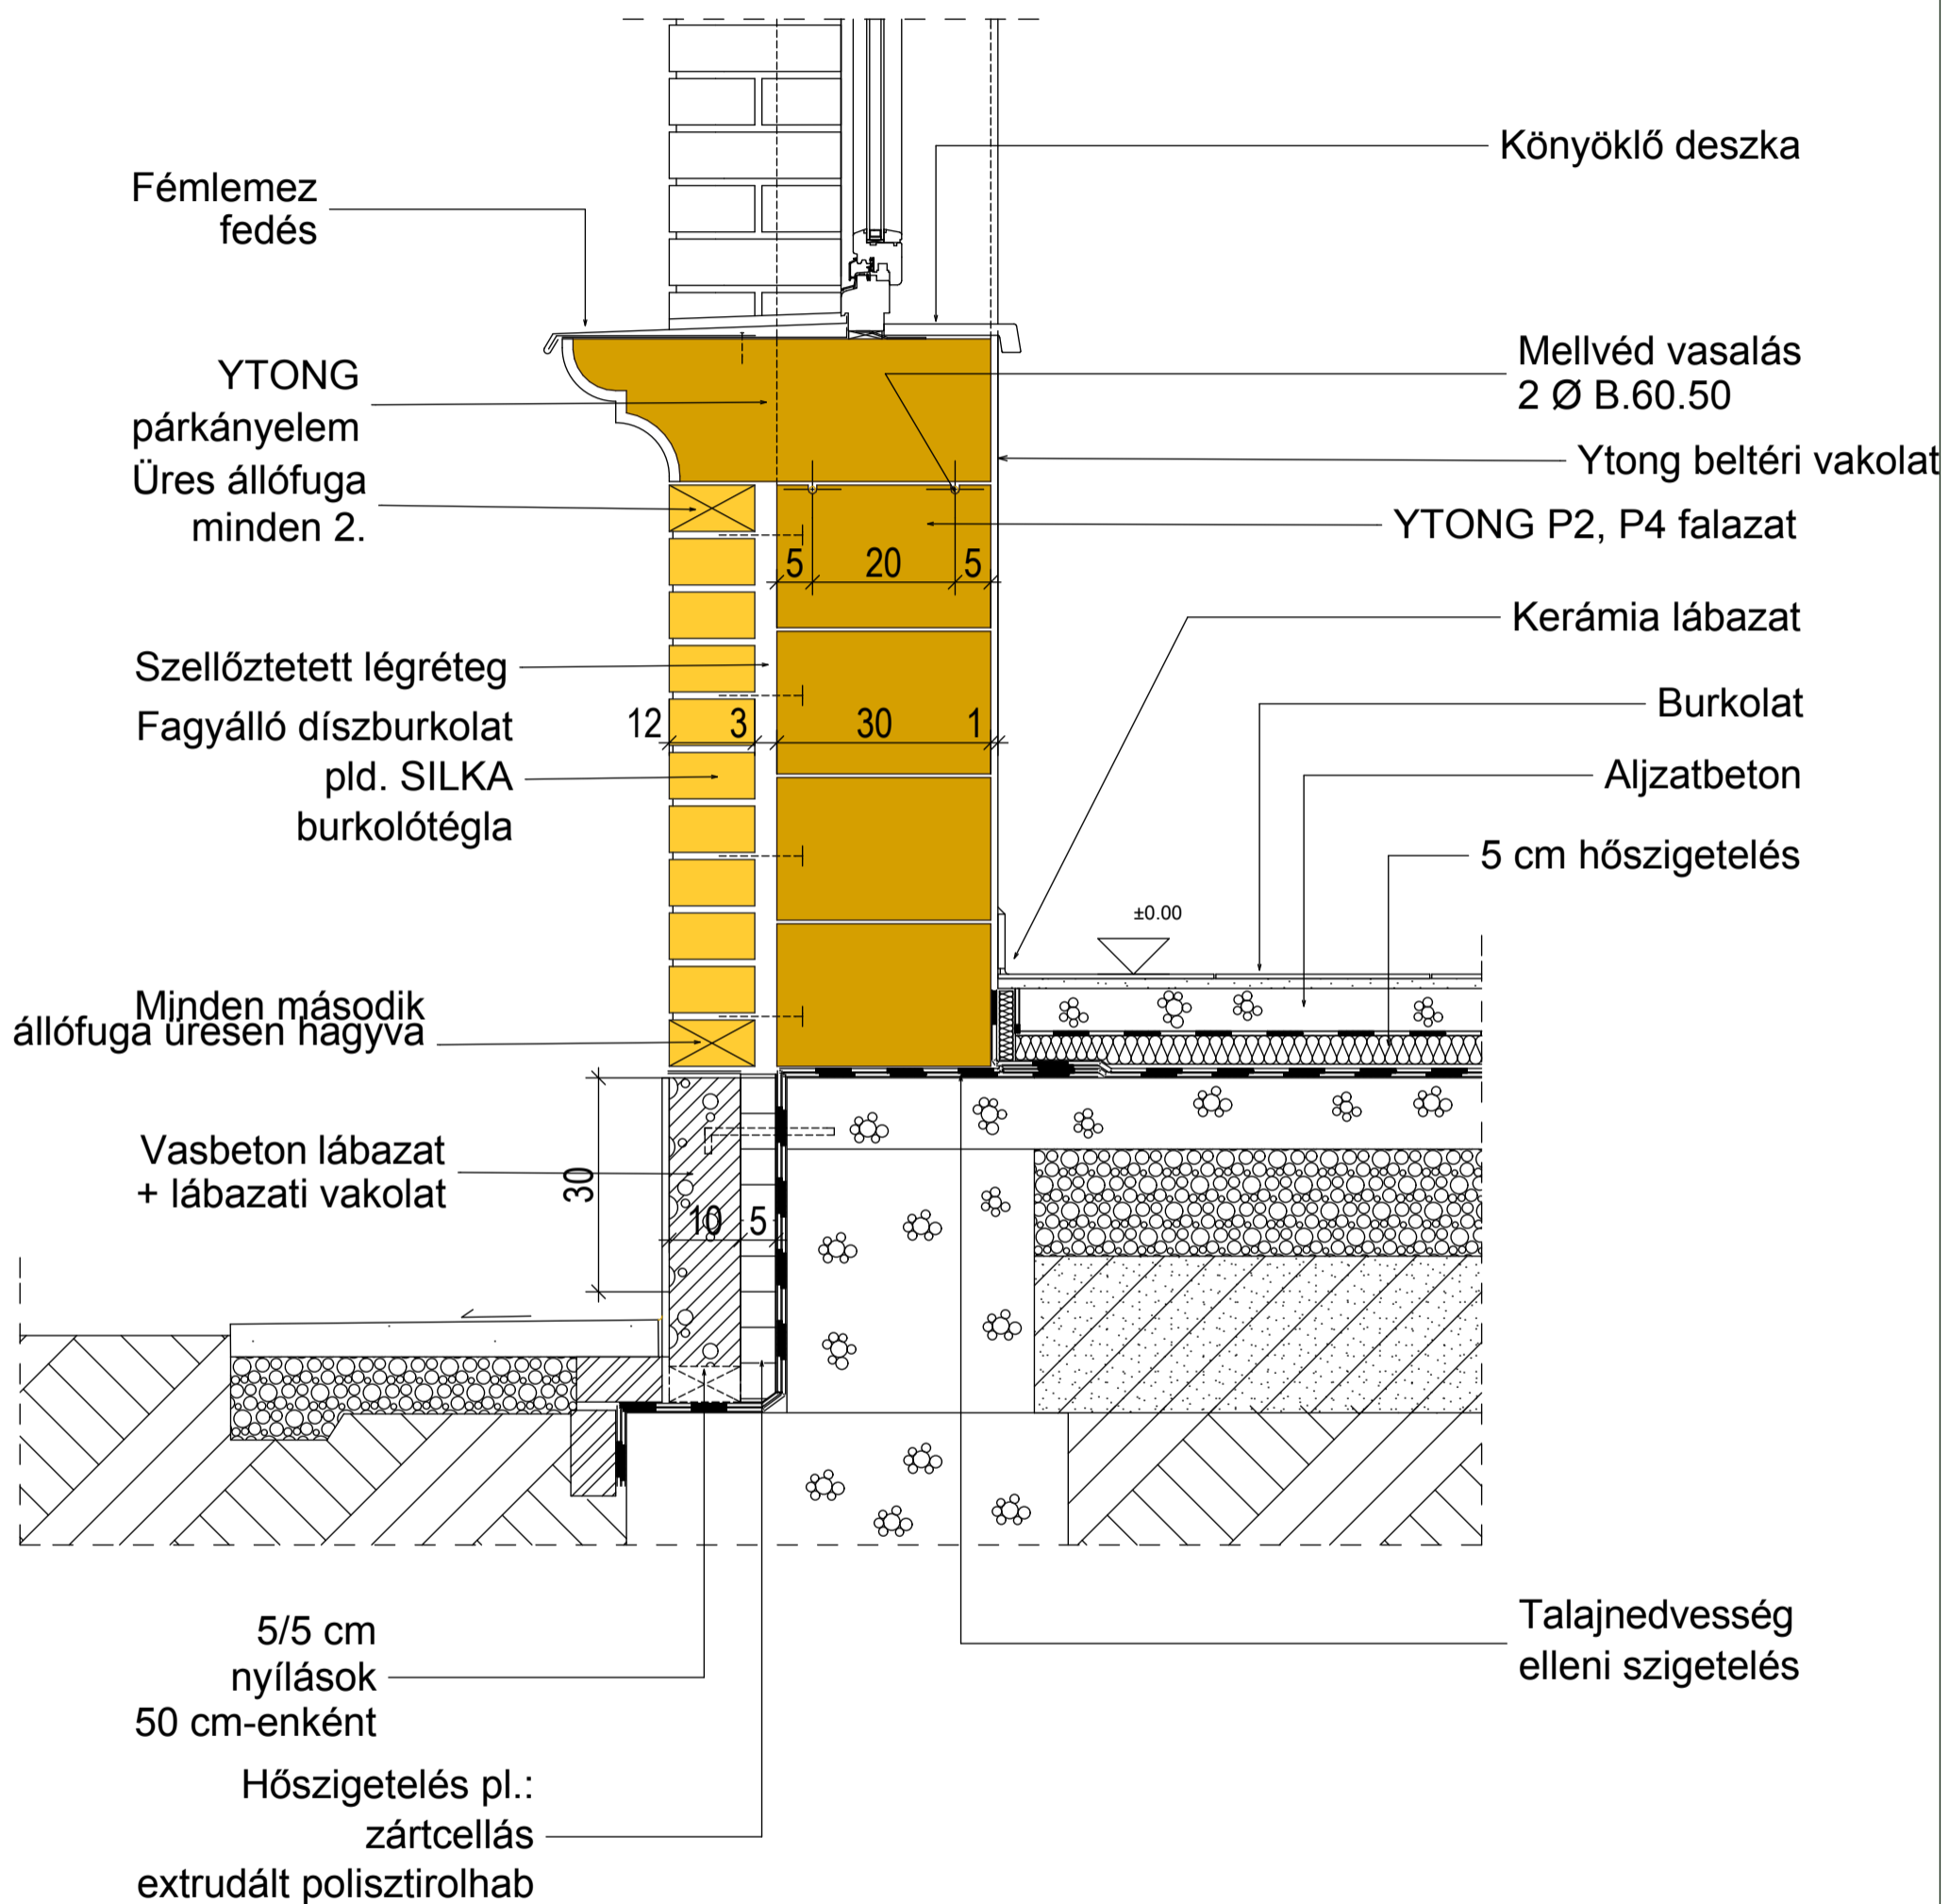 Fémlemez
fedés
YTONG
párkányelem
Üres állófuga
minden 2.
Szellőztetett légréteg
Fagyálló díszburkolat
pld. SILKA
burkolótégla
Minden második
állófuga üresen hagyva
Vasbeton lábazat
+ lábazati vakolat
5/5 cm
nyílások
50 cm-enként
Hőszigetelés pl.:
zártcellás
extrudált polisztirolhab
5 20 5
12 3 30 1
30
10 5
Könyöklő deszka
Mellvéd vasalás
2 Ø B.60.50
Ytong beltéri vakolat
YTONG P2, P4 falazat
Kerámia lábazat
Burkolat
Aljzatbeton
5 cm hőszigetelés
±0.00
Talajnedvesség
elleni szigetelés